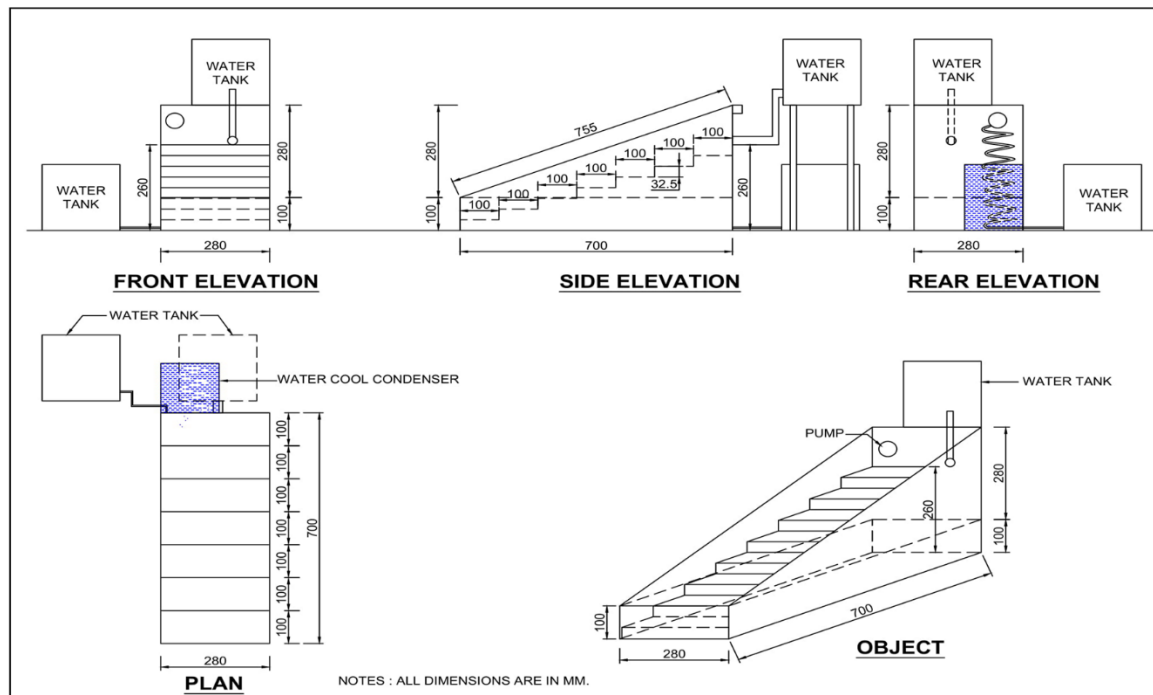 WATER
TANK
WATER
TANK
280
260
100
280
FRONT ELEVATION
755
280
100
100
100
100
100
100
100
100
32.5
260
700
WATER
TANK
SIDE ELEVATION
WATER
TANK
280
100
WATER
TANK
280
REAR ELEVATION
WATER TANK
WATER COOL CONDENSER
100
100
100
100
100
100
100
700
280
PLAN
NOTES : ALL DIMENSIONS ARE IN MM.
WATER TANK
PUMP
280
260
100
100
700
280
OBJECT